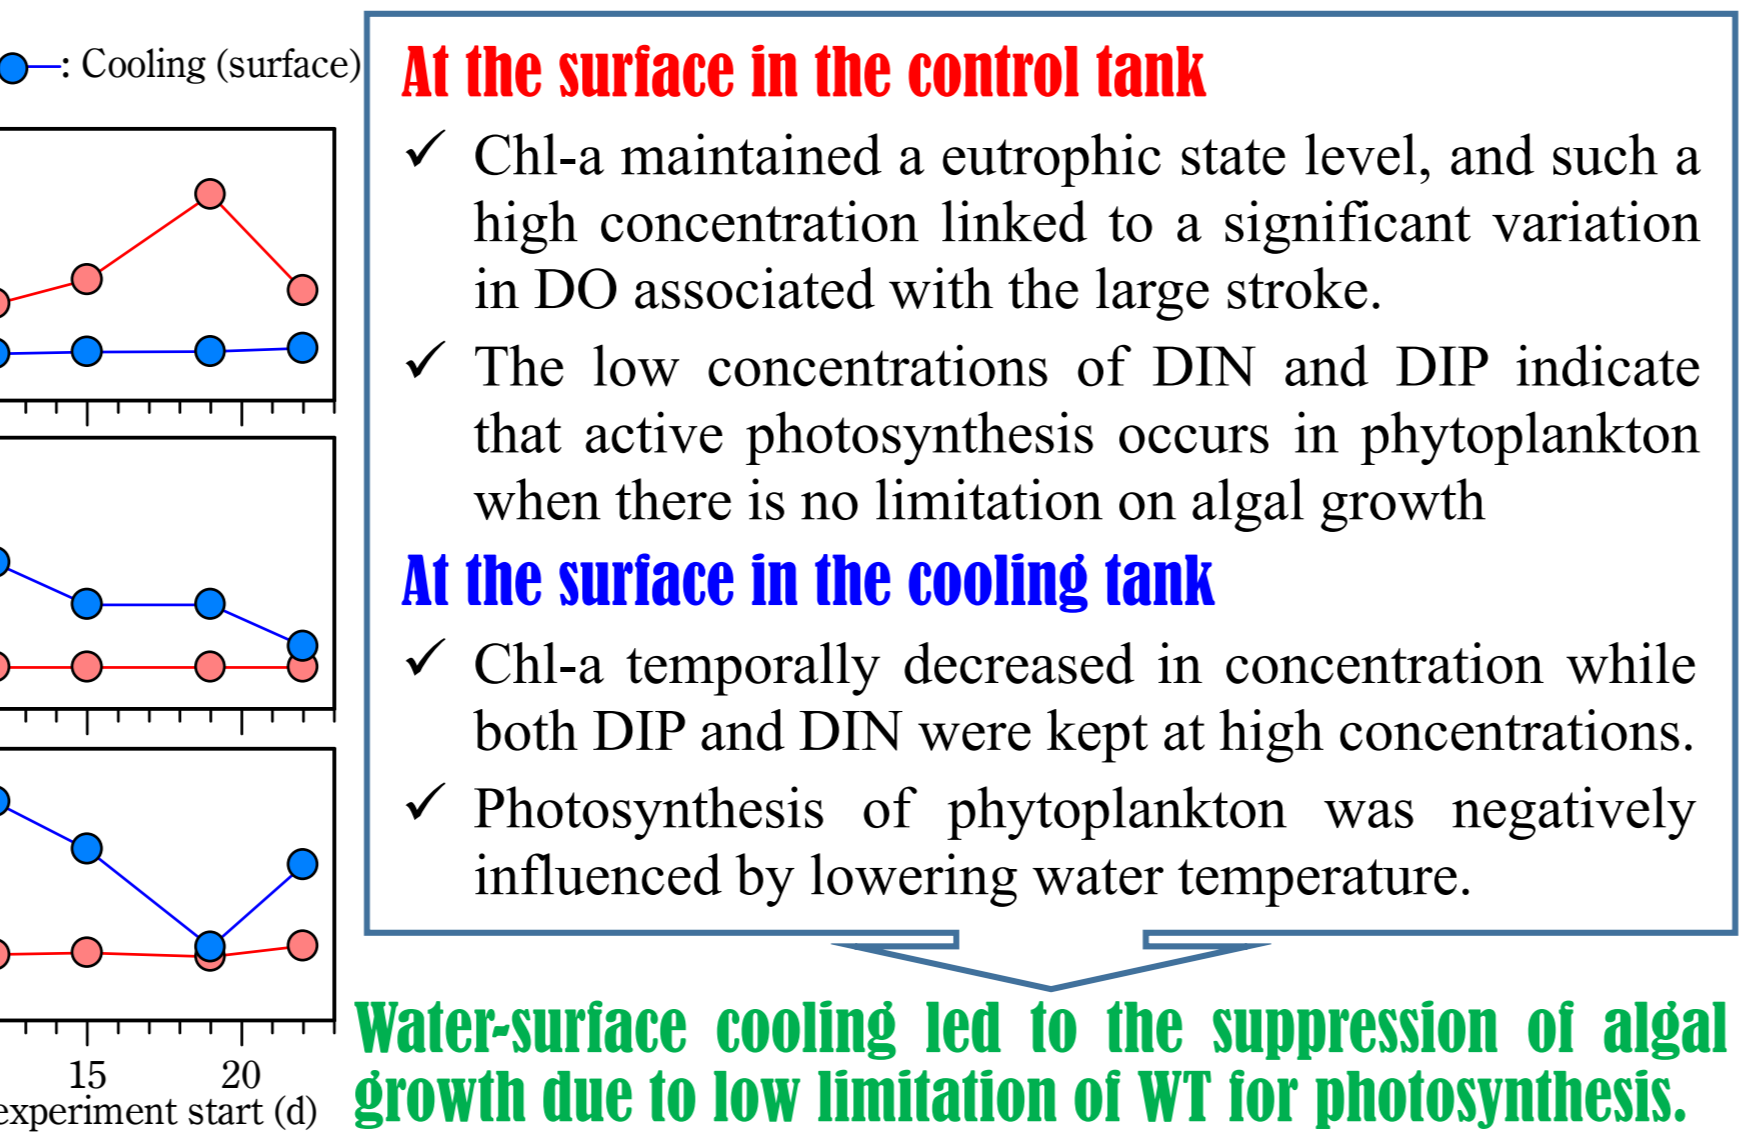 : Cooling (surface)
At the surface in the control tank
✓ Chl-a maintained a eutrophic state level, and such a
high concentration linked to a significant variation
in DO associated with the large stroke.
✓ The low concentrations of DIN and DIP indicate
that active photosynthesis occurs in phytoplankton
when there is no limitation on algal growth
At the surface in the cooling tank
✓ Chl-a temporally decreased in concentration while
both DIP and DIN were kept at high concentrations.
✓ Photosynthesis of phytoplankton was negatively
influenced by lowering water temperature.
Water-surface cooling led to the suppression of algal
growth due to low limitation of WT for photosynthesis.
15 20
experiment start (d)